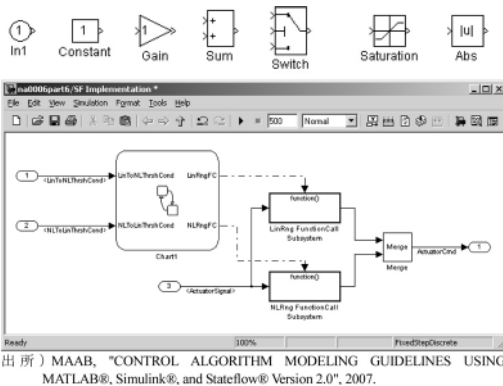 1
In1
1
Constant
1
Gain
+
+
Sum
Switch
Saturation
|u|
Abs
na0006part6/SF Implementation *
File Edit View Simulation Format Tools Help
500
Normal
1
<LinToNLThrshCond>
LinToNLThrshCond
LinRngFC
2
<NLToLinThrshCond>
NLToLinThrshCond
NLRngFC
Chart1
function()
LinRng FunctionCall
Subsystem
Merge
Merge
ActuatorCmd
1
3
<ActuatorSignal>
function()
NLRng FunctionCall
Subsystem
Ready
100%
FixedStepDiscrete
出所）MAAB, "CONTROL ALGORITHM MODELING GUIDELINES USING
MATLAB®, Simulink®, and Stateflow® Version 2.0", 2007.